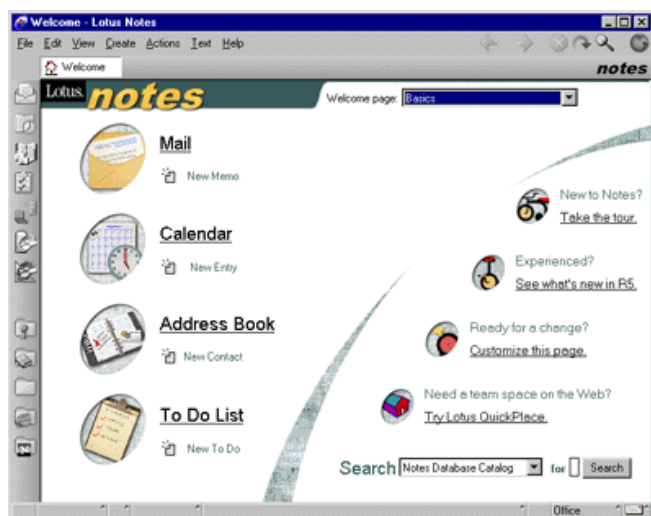 Welcome - Lotus Notes
File Edit View Create Actions Text Help
Welcome
notes
Lotus notes
Welcome page: Basics
Mail
New Memo
Calendar
New Entry
Address Book
New Contact
To Do List
New To Do
New to Notes?
Take the tour.
Experienced?
See what's new in R5.
Ready for a change?
Customize this page.
Need a team space on the Web?
Try Lotus QuickPlace.
Search Notes Database Catalog for Search
Office